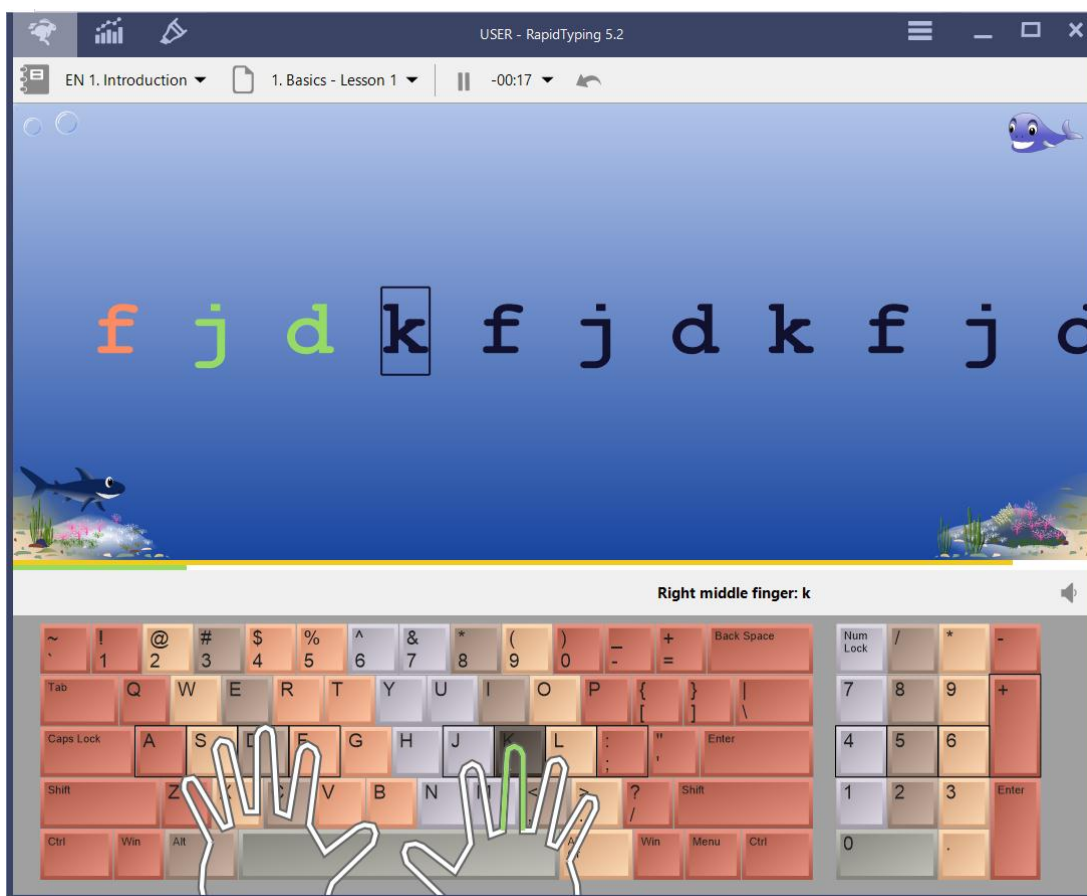 USER - RapidTyping 5.2
EN 1. Introduction 1. Basics - Lesson 1 -00:17
f j d k f j d k f j d
Right middle finger: k
~ ! @ # $ % ^ & * ( ) _ + Back Space Num Lock / * -
` 1 2 3 4 5 6 7 8 9 0 - =
Tab Q W E R T Y U I O P { } | 7 8 9 +
[ ] \
Caps Lock A S D F G H J K L : " Enter 4 5 6
; '
Shift Z X C V B N M < > ? Shift 1 2 3 Enter
, . /
Ctrl Win Alt Win Menu Ctrl 0 .